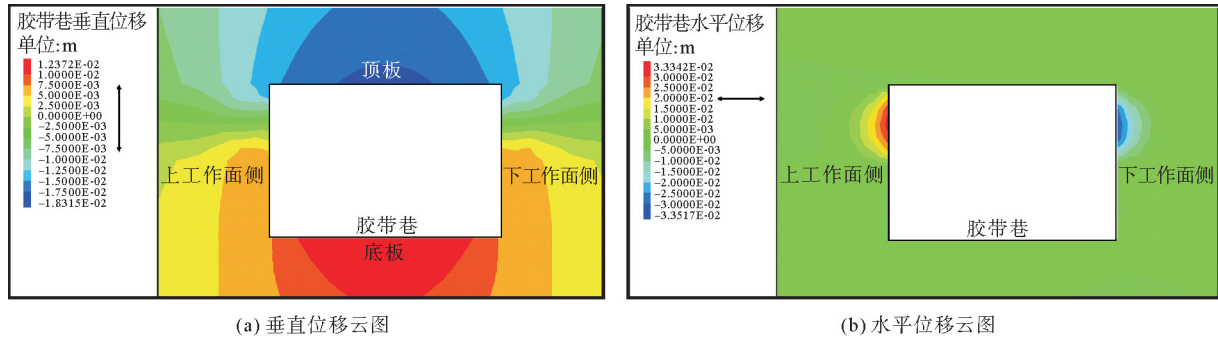 胶带巷垂直位移
单位:m
1.2372E-02
1.0000E-02
7.5000E-03
5.0000E-03
2.5000E-03
0.0000E+00
-2.5000E-03
-5.0000E-03
-7.5000E-03
-1.0000E-02
-1.2500E-02
-1.5000E-02
-1.7500E-02
-1.8315E-02
顶板
上工作面侧
下工作面侧
胶带巷
底板
(a) 垂直位移云图
胶带巷水平位移
单位:m
3.3342E-02
3.0000E-02
2.5000E-02
2.0000E-02
1.5000E-02
1.0000E-02
5.0000E-03
0.0000E+00
-5.0000E-03
-1.0000E-02
-1.5000E-02
-2.0000E-02
-2.5000E-02
-3.0000E-02
-3.3517E-02
上工作面侧
下工作面侧
胶带巷
(b) 水平位移云图